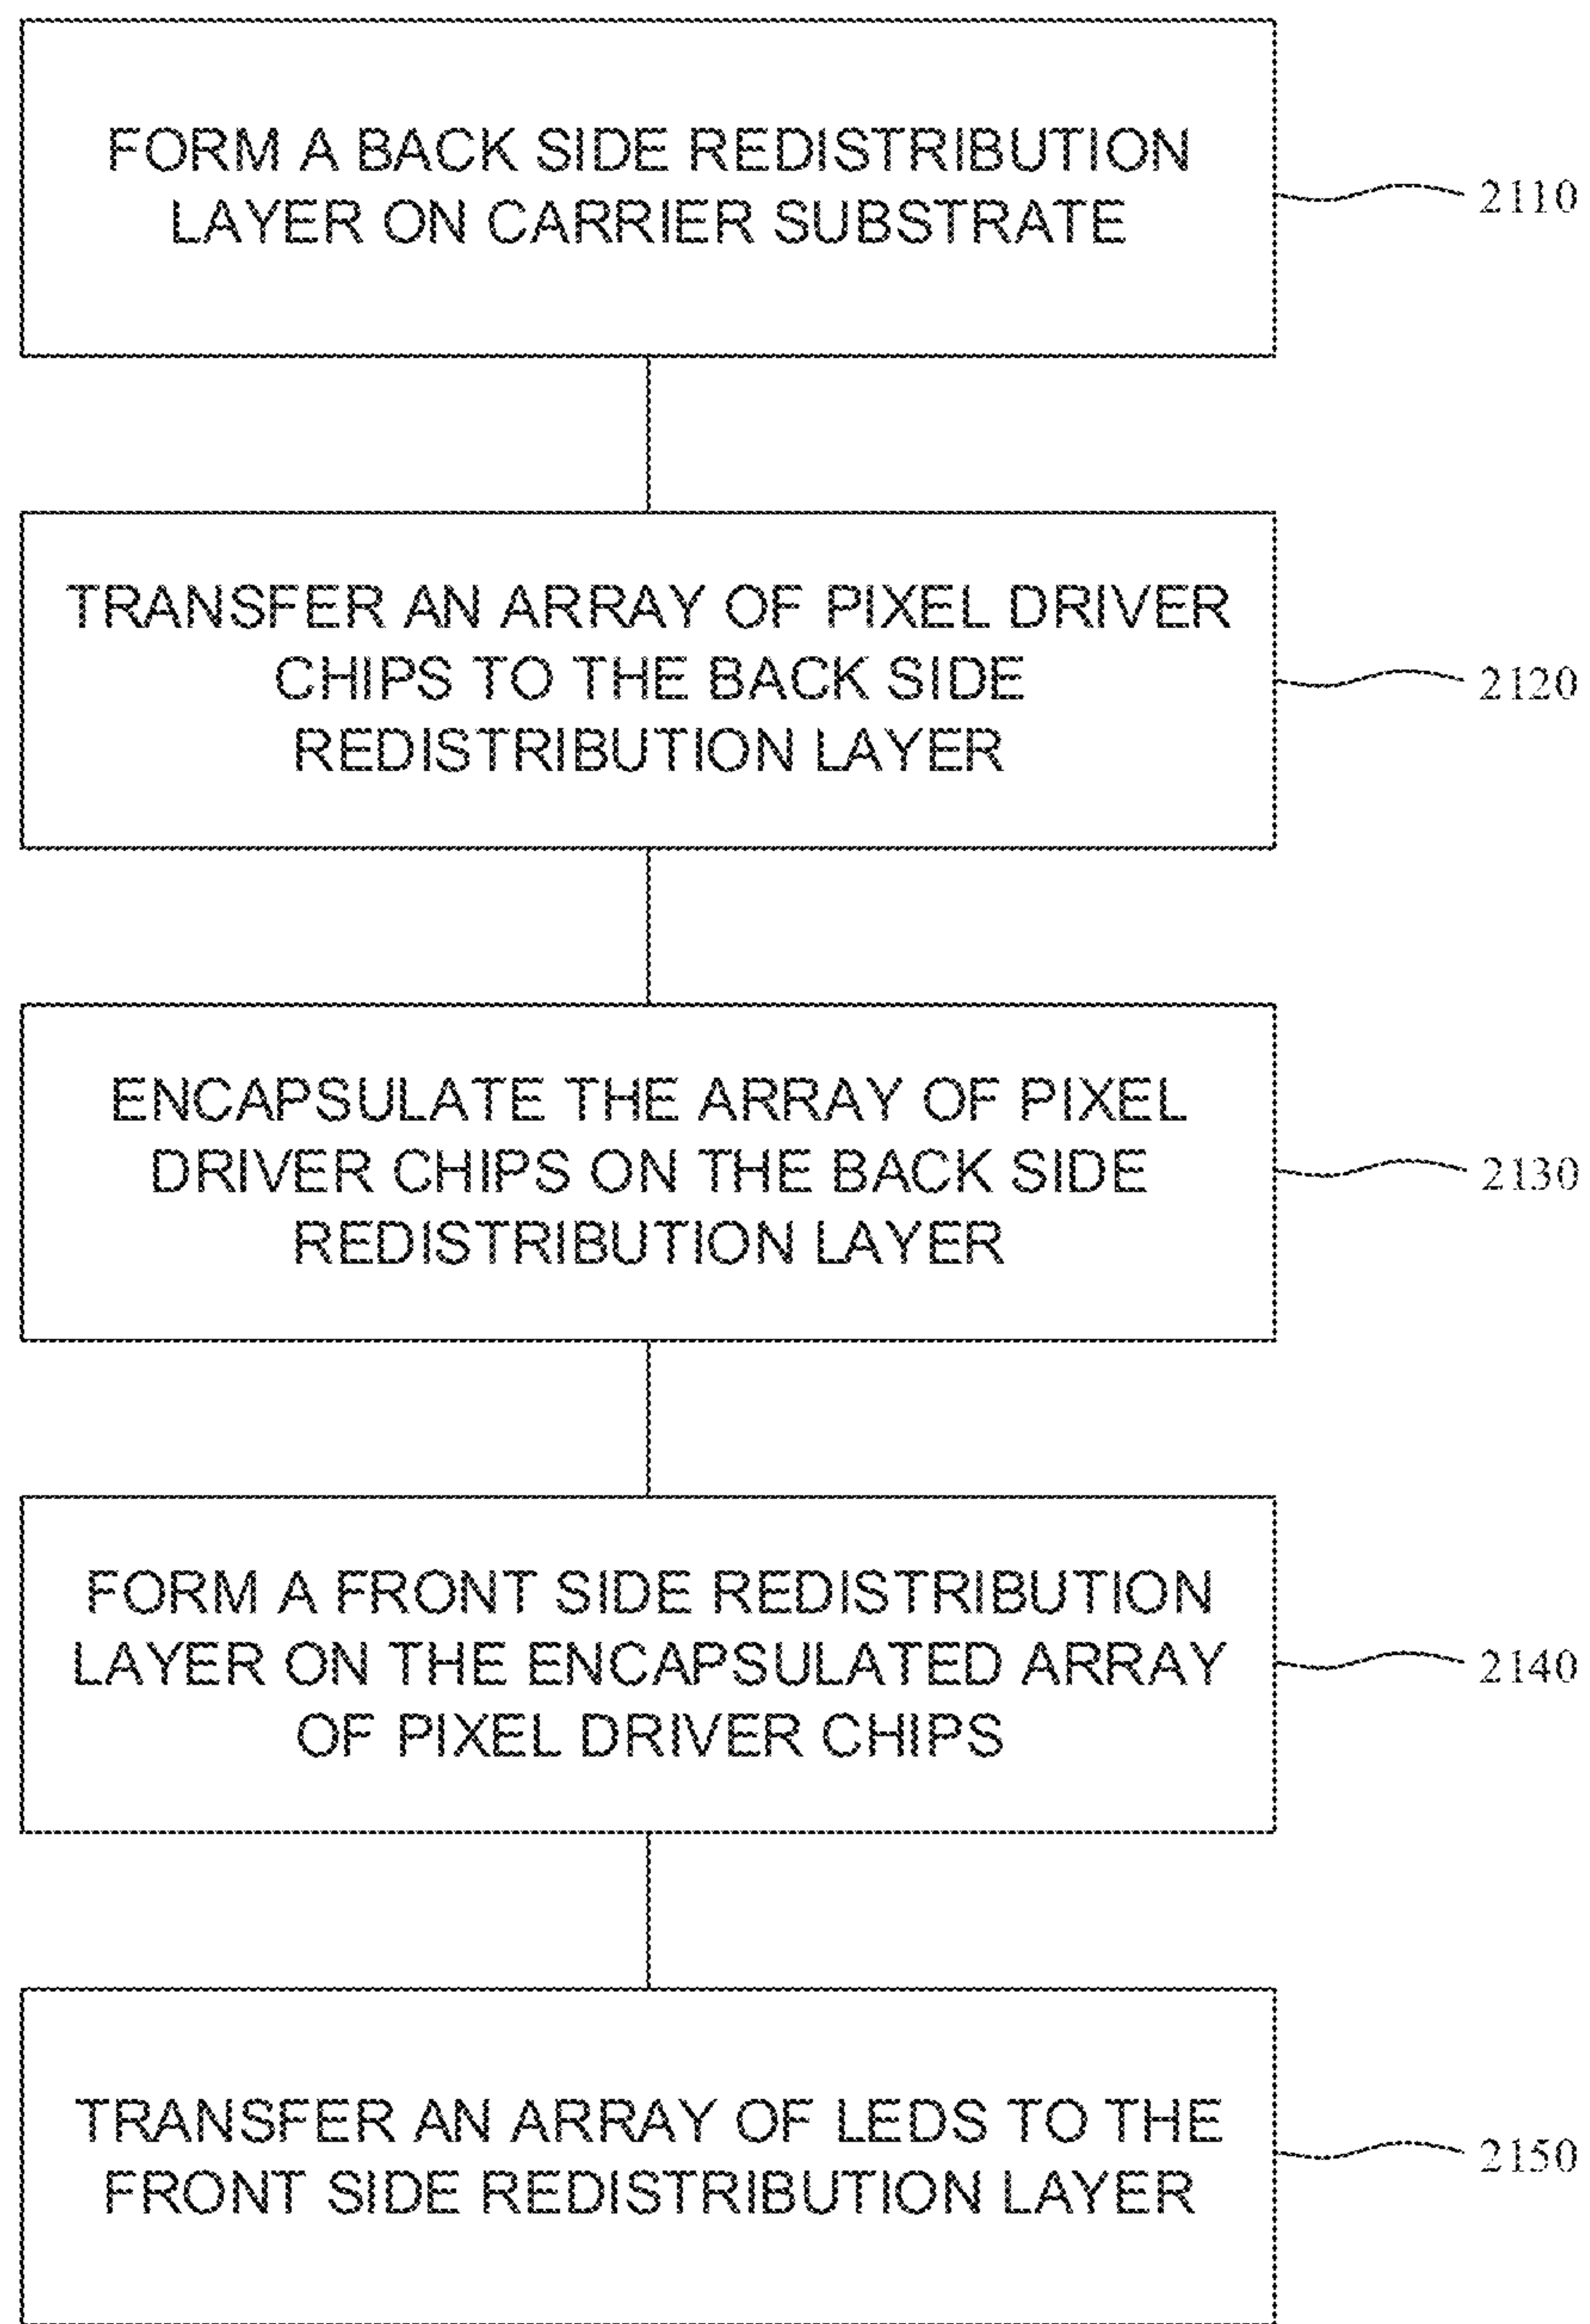 FORM A BACK SIDE REDISTRIBUTION
LAYER ON CARRIER SUBSTRATE
2110
TRANSFER AN ARRAY OF PIXEL DRIVER
CHIPS TO THE BACK SIDE
REDISTRIBUTION LAYER
2120
ENCAPSULATE THE ARRAY OF PIXEL
DRIVER CHIPS ON THE BACK SIDE
REDISTRIBUTION LAYER
2130
FORM A FRONT SIDE REDISTRIBUTION
LAYER ON THE ENCAPSULATED ARRAY
OF PIXEL DRIVER CHIPS
2140
TRANSFER AN ARRAY OF LEDS TO THE
FRONT SIDE REDISTRIBUTION LAYER
2150